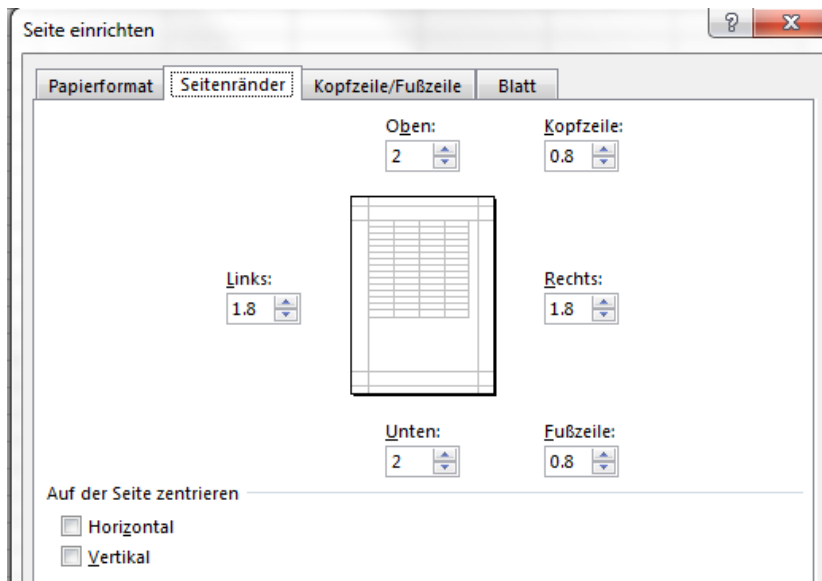 Seite einrichten
Papierformat Seitenränder Kopfzeile/Fußzeile Blatt
Oben: Kopfzeile:
2 0.8
Links: Rechts:
1.8 1.8
Unten: Fußzeile:
2 0.8
Auf der Seite zentrieren
Horizontal
Vertikal